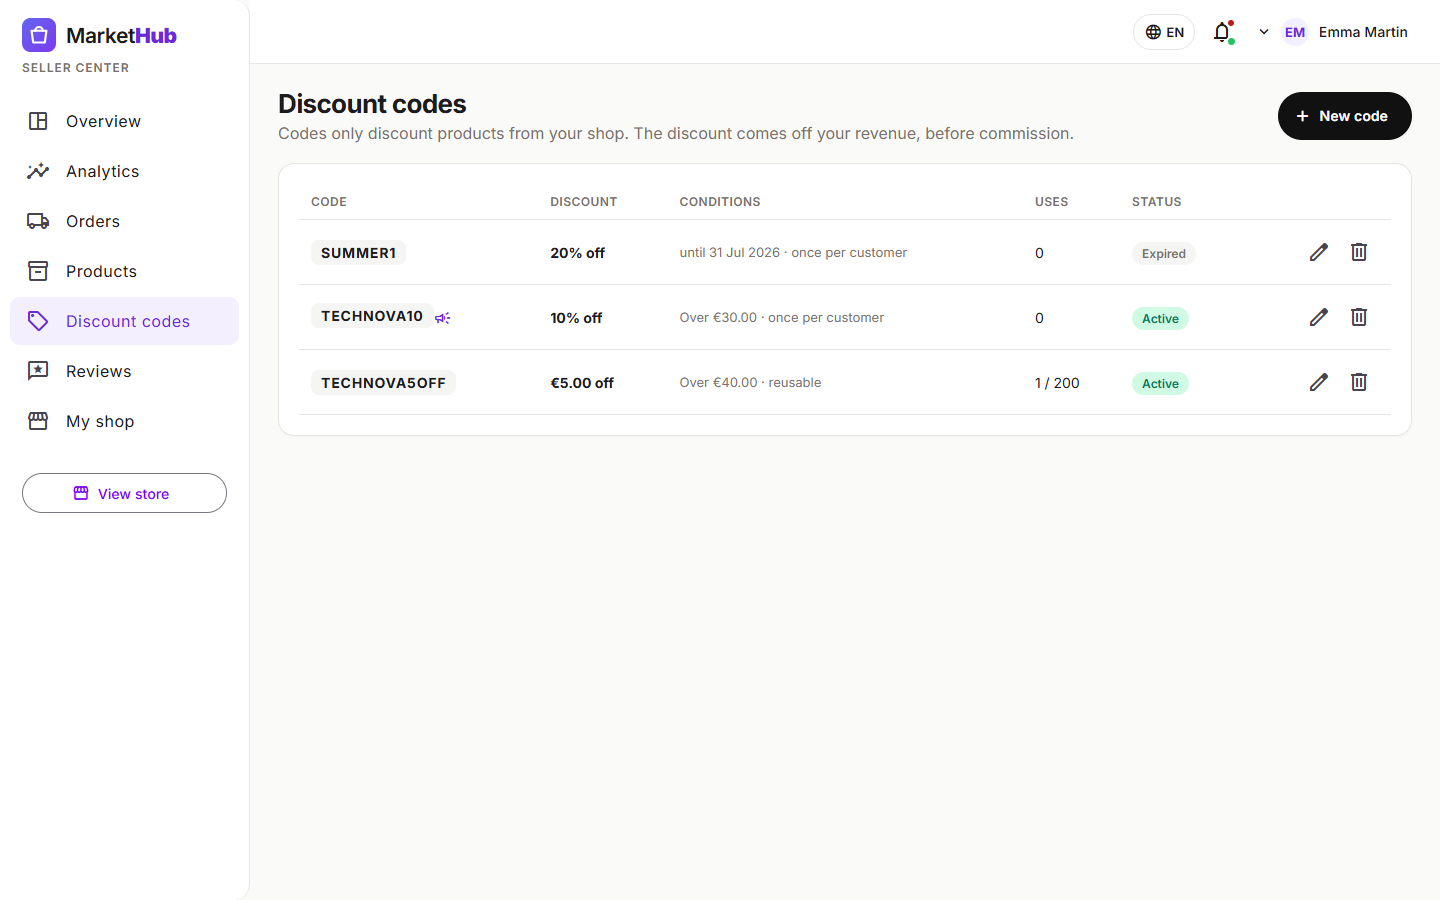 MarketHub
SELLER CENTER
Overview
Analytics
Orders
Products
Discount codes
Reviews
My shop
View store
EN
EM Emma Martin
Discount codes
Codes only discount products from your shop. The discount comes off your revenue, before commission.
+ New code
CODE DISCOUNT CONDITIONS USES STATUS
SUMMER1 20% off until 31 Jul 2026 · once per customer 0 Expired
TECHNOVA10 10% off Over €30.00 · once per customer 0 Active
TECHNOVA5OFF €5.00 off Over €40.00 · reusable 1 / 200 Active